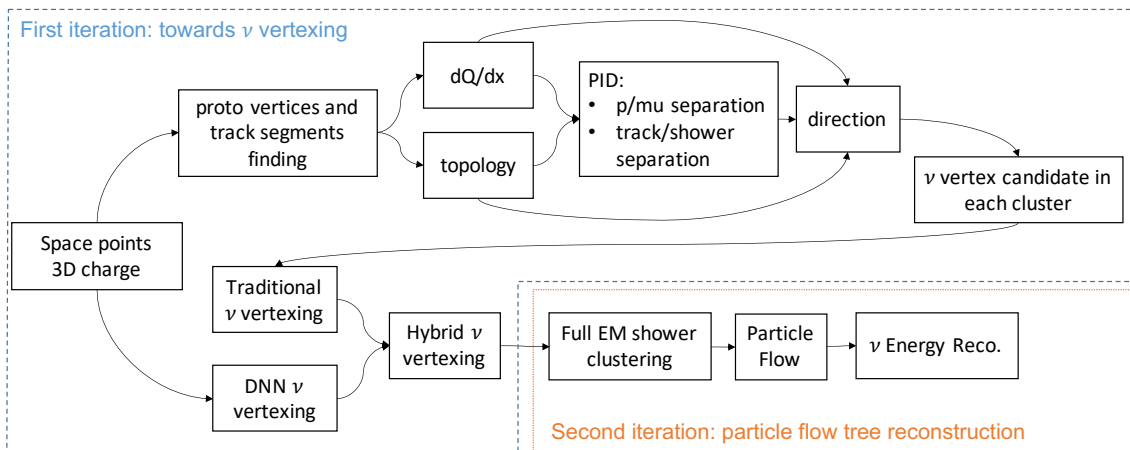 First iteration: towards ν vertexing
proto vertices and
track segments
finding
dQ/dx
topology
PID:
• p/mu separation
• track/shower
separation
direction
ν vertex candidate in
each cluster
Space points
3D charge
Traditional
ν vertexing
DNN ν
vertexing
Hybrid ν
vertexing
Full EM shower
clustering
Particle
Flow
ν Energy Reco.
Second iteration: particle flow tree reconstruction